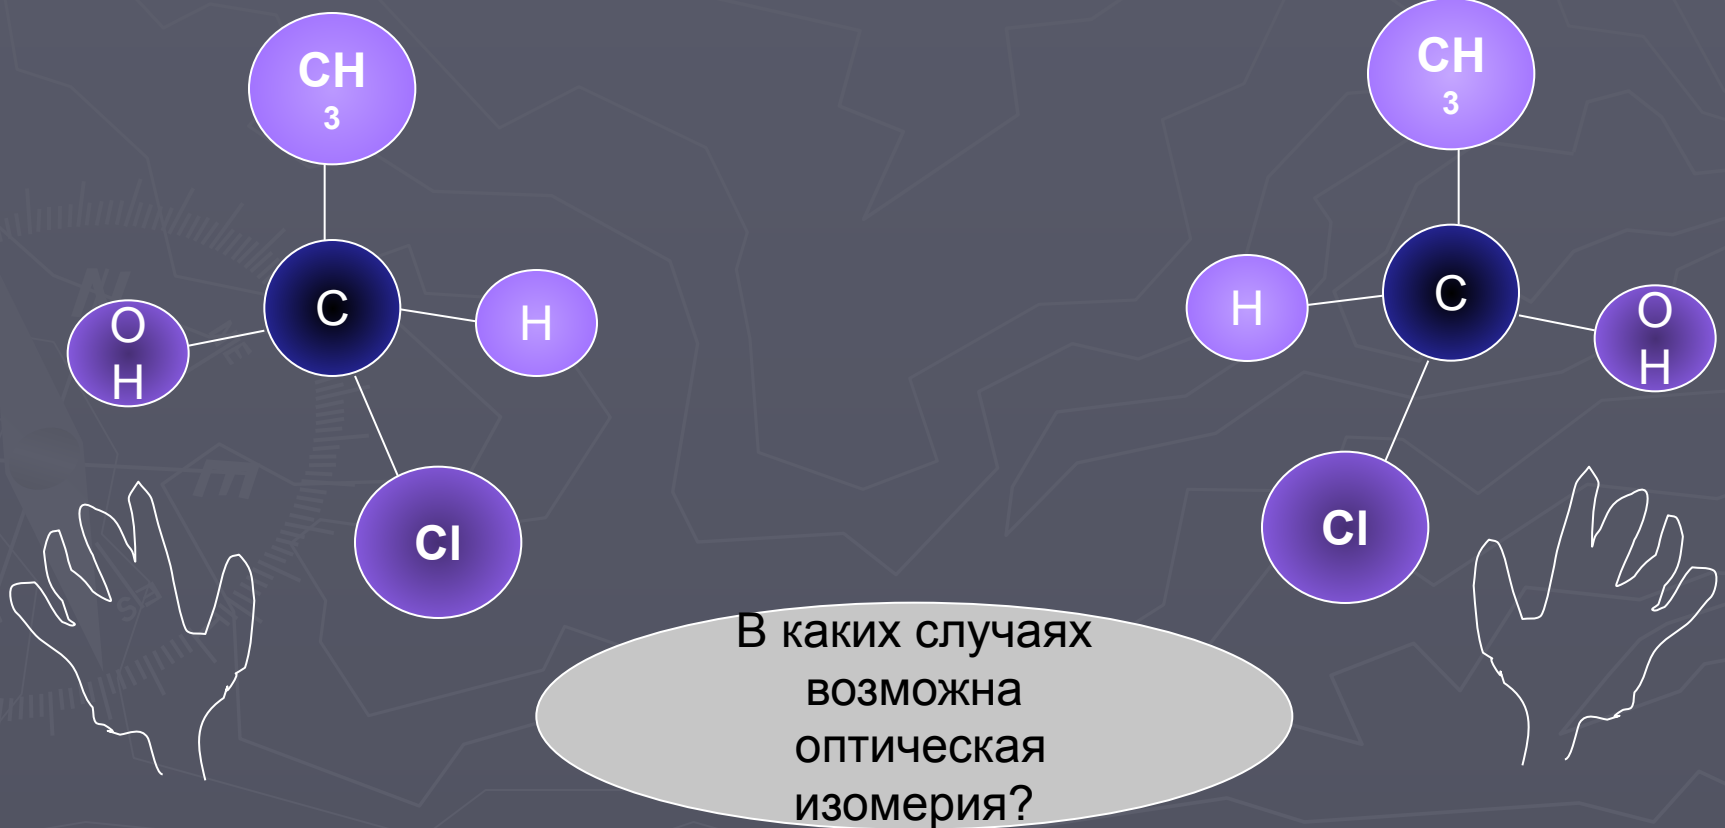 CH
3
C
H
O
H
Cl
CH
3
H
C
O
H
Cl
В каких случаях
возможна
оптическая
изомерия?